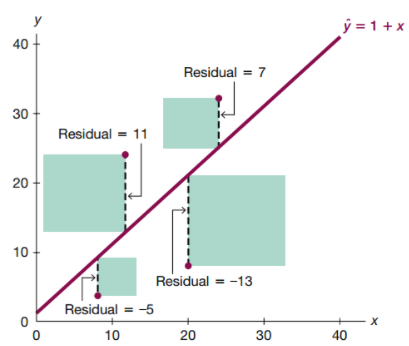 y
ŷ = 1 + x
40
Residual = 7
30
Residual = 11
20
10
Residual = −13
Residual = −5
0
0 10 20 30 40 x